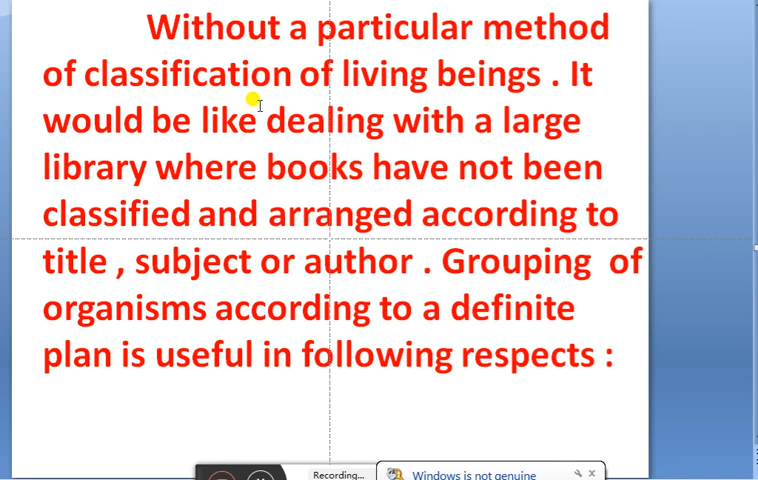 Without a particular method
of classification of living beings . It
would be like dealing with a large
library where books have not been
classified and arranged according to
title , subject or author . Grouping of
organisms according to a definite
plan is useful in following respects :
Recording...
Windows is not genuine